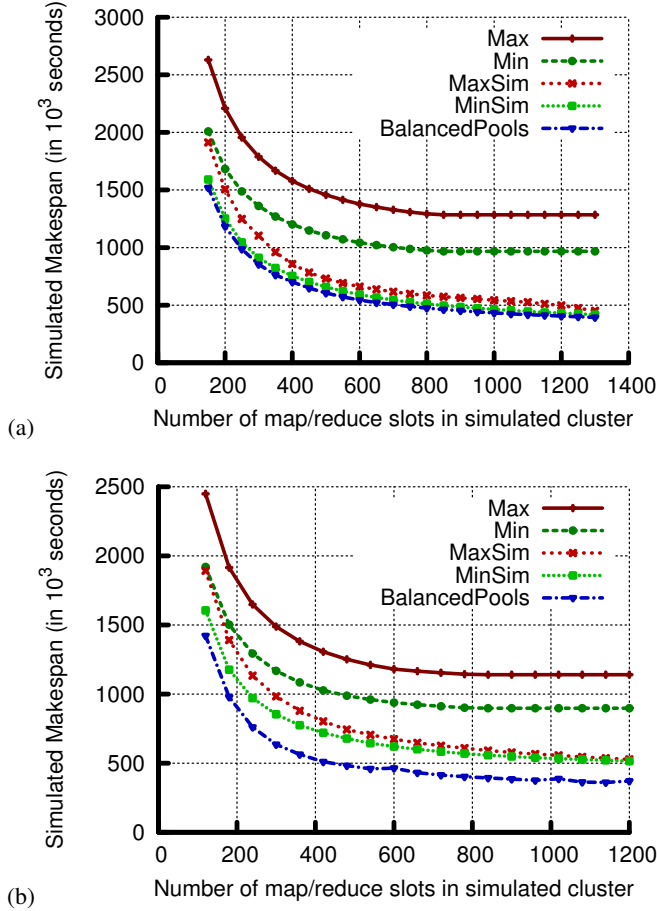 3000
2500
2000
1500
1000
500
0
Simulated Makespan (in 10³ seconds)
Max
Min
MaxSim
MinSim
BalancedPools
0 200 400 600 800 1000 1200 1400
Number of map/reduce slots in simulated cluster
(a)
2500
2000
1500
1000
500
0
Simulated Makespan (in 10³ seconds)
Max
Min
MaxSim
MinSim
BalancedPools
0 200 400 600 800 1000 1200
Number of map/reduce slots in simulated cluster
(b)